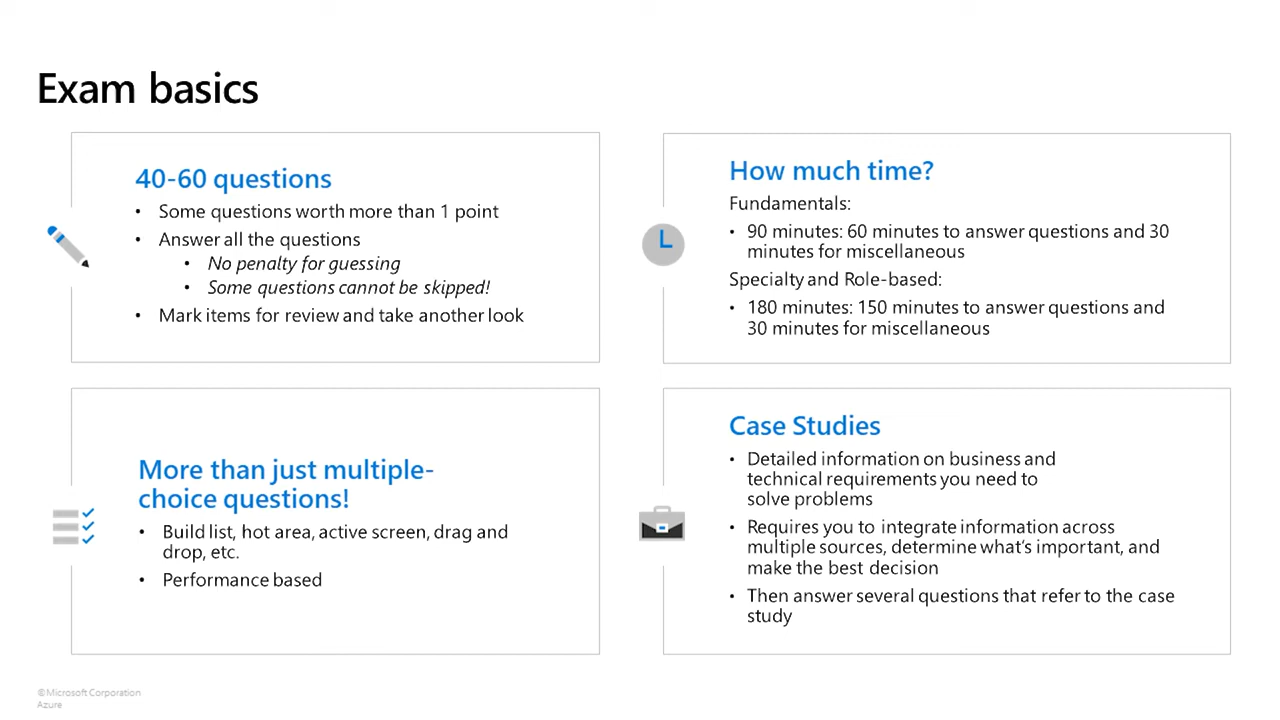 Exam basics
40-60 questions
• Some questions worth more than 1 point
• Answer all the questions
• No penalty for guessing
• Some questions cannot be skipped!
• Mark items for review and take another look
How much time?
Fundamentals:
• 90 minutes: 60 minutes to answer questions and 30
minutes for miscellaneous
Specialty and Role-based:
• 180 minutes: 150 minutes to answer questions and
30 minutes for miscellaneous
More than just multiple-
choice questions!
• Build list, hot area, active screen, drag and
drop, etc.
• Performance based
Case Studies
• Detailed information on business and
technical requirements you need to
solve problems
• Requires you to integrate information across
multiple sources, determine what's important, and
make the best decision
• Then answer several questions that refer to the case
study
©Microsoft Corporation
Azure